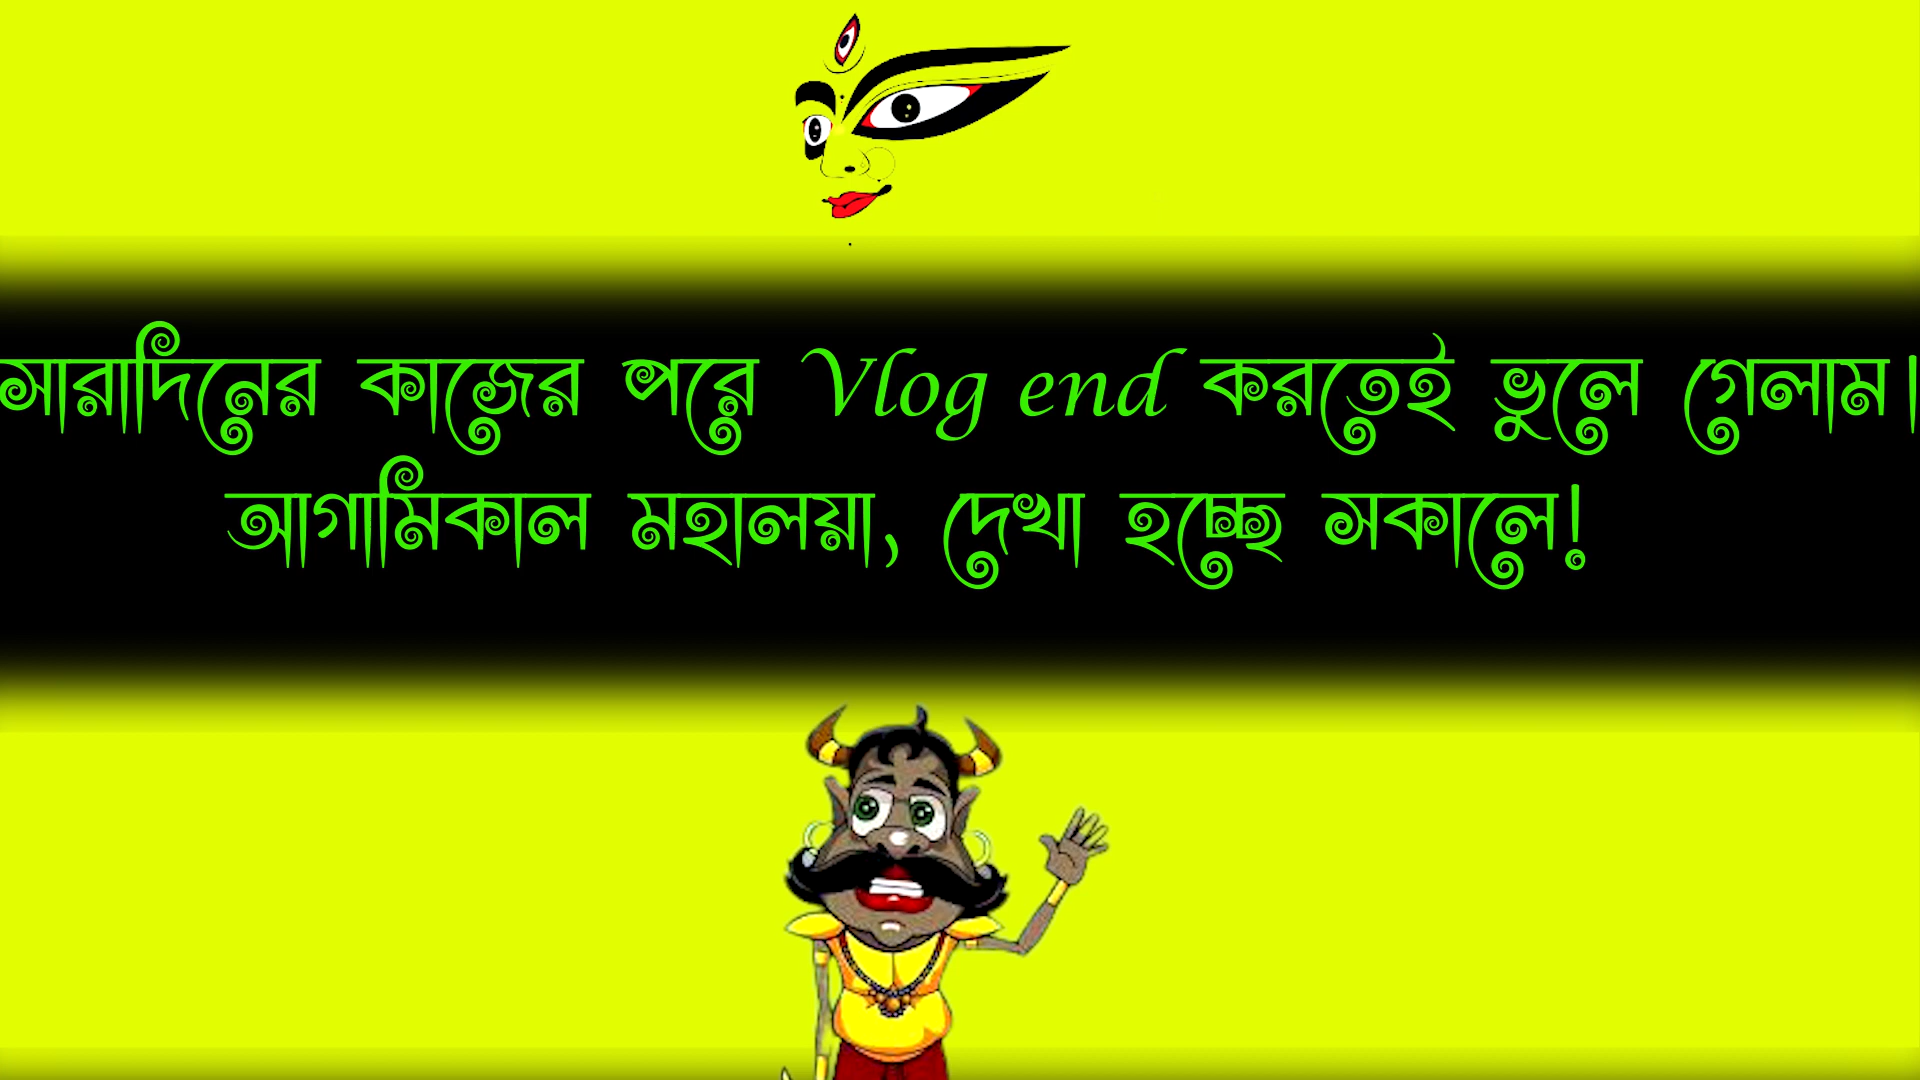 সারাদিনের কাজের পরে Vlog end করতেই ভুলে গেলাম।
আগামিকাল মহালয়া, দেখা হচ্ছে সকালে!